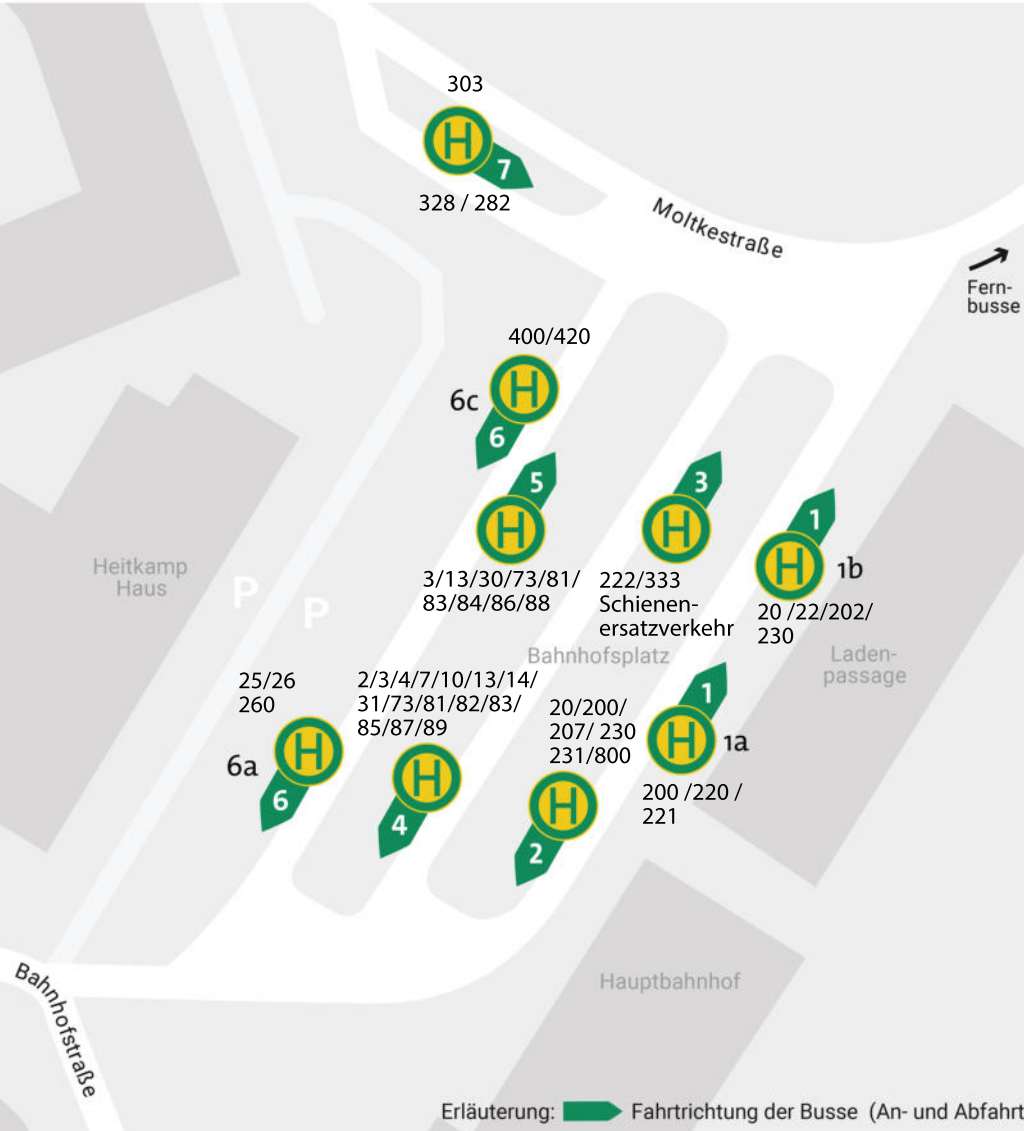 303
H
7
328 / 282
Moltkestraße
Fern-
busse
400/420
H
6c
6
5
H
3/13/30/73/81/
83/84/86/88
3
H
222/333
Schienen-
ersatzverkehr
1
H
1b
20 /22/202/
230
Heitkamp
Haus
P
P
Bahnhofsplatz
Laden-
passage
25/26
260
H
6a
6
2/3/4/7/10/13/14/
31/73/81/82/83/
85/87/89
H
4
20/200/
207/ 230
231/800
H
2
1
H
1a
200 /220 /
221
Hauptbahnhof
Bahnhofstraße
Erläuterung: Fahrtrichtung der Busse (An- und Abfahrt